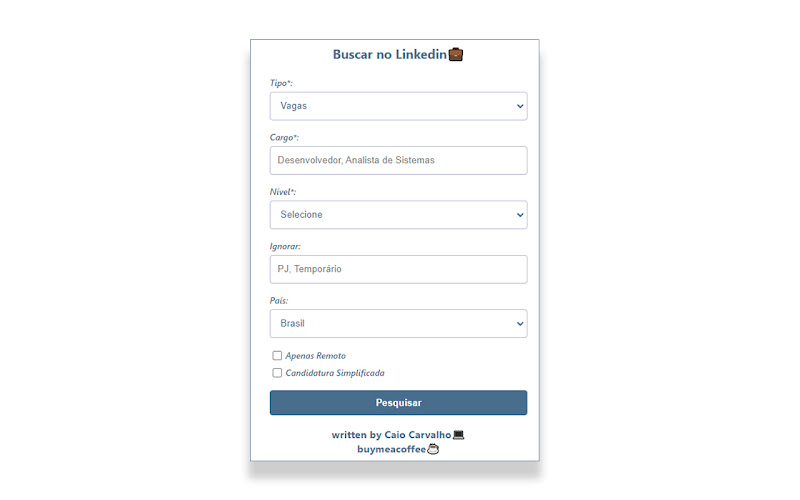 Buscar no Linkedin💼
Tipo*:
Vagas
Cargo*:
Desenvolvedor, Analista de Sistemas
Nível*:
Selecione
Ignorar:
PJ, Temporário
País:
Brasil
Apenas Remoto
Candidatura Simplificada
Pesquisar
written by Caio Carvalho💻
buymeacoffee☕